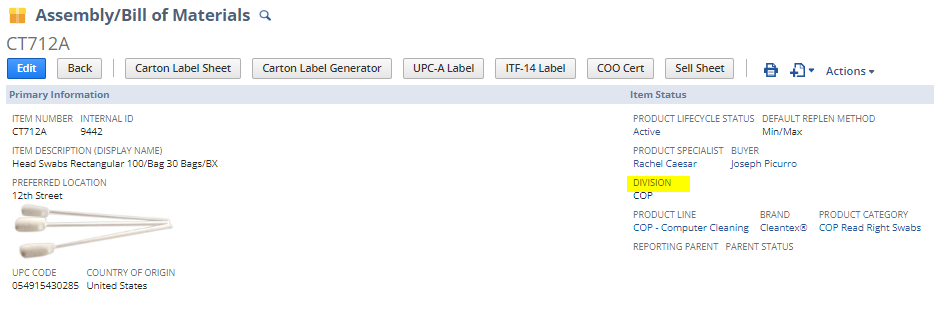 Assembly/Bill of Materials
CT712A
Edit Back Carton Label Sheet Carton Label Generator UPC-A Label ITF-14 Label COO Cert Sell Sheet Actions
Primary Information
ITEM NUMBER INTERNAL ID
CT712A 9442
ITEM DESCRIPTION (DISPLAY NAME)
Head Swabs Rectangular 100/Bag 30 Bags/BX
PREFERRED LOCATION
12th Street
UPC CODE COUNTRY OF ORIGIN
054915430285 United States
Item Status
PRODUCT LIFECYCLE STATUS DEFAULT REPLEN METHOD
Active Min/Max
PRODUCT SPECIALIST BUYER
Rachel Caesar Joseph Picurro
DIVISION
COP
PRODUCT LINE BRAND PRODUCT CATEGORY
COP - Computer Cleaning Cleantex® COP Read Right Swabs
REPORTING PARENT PARENT STATUS